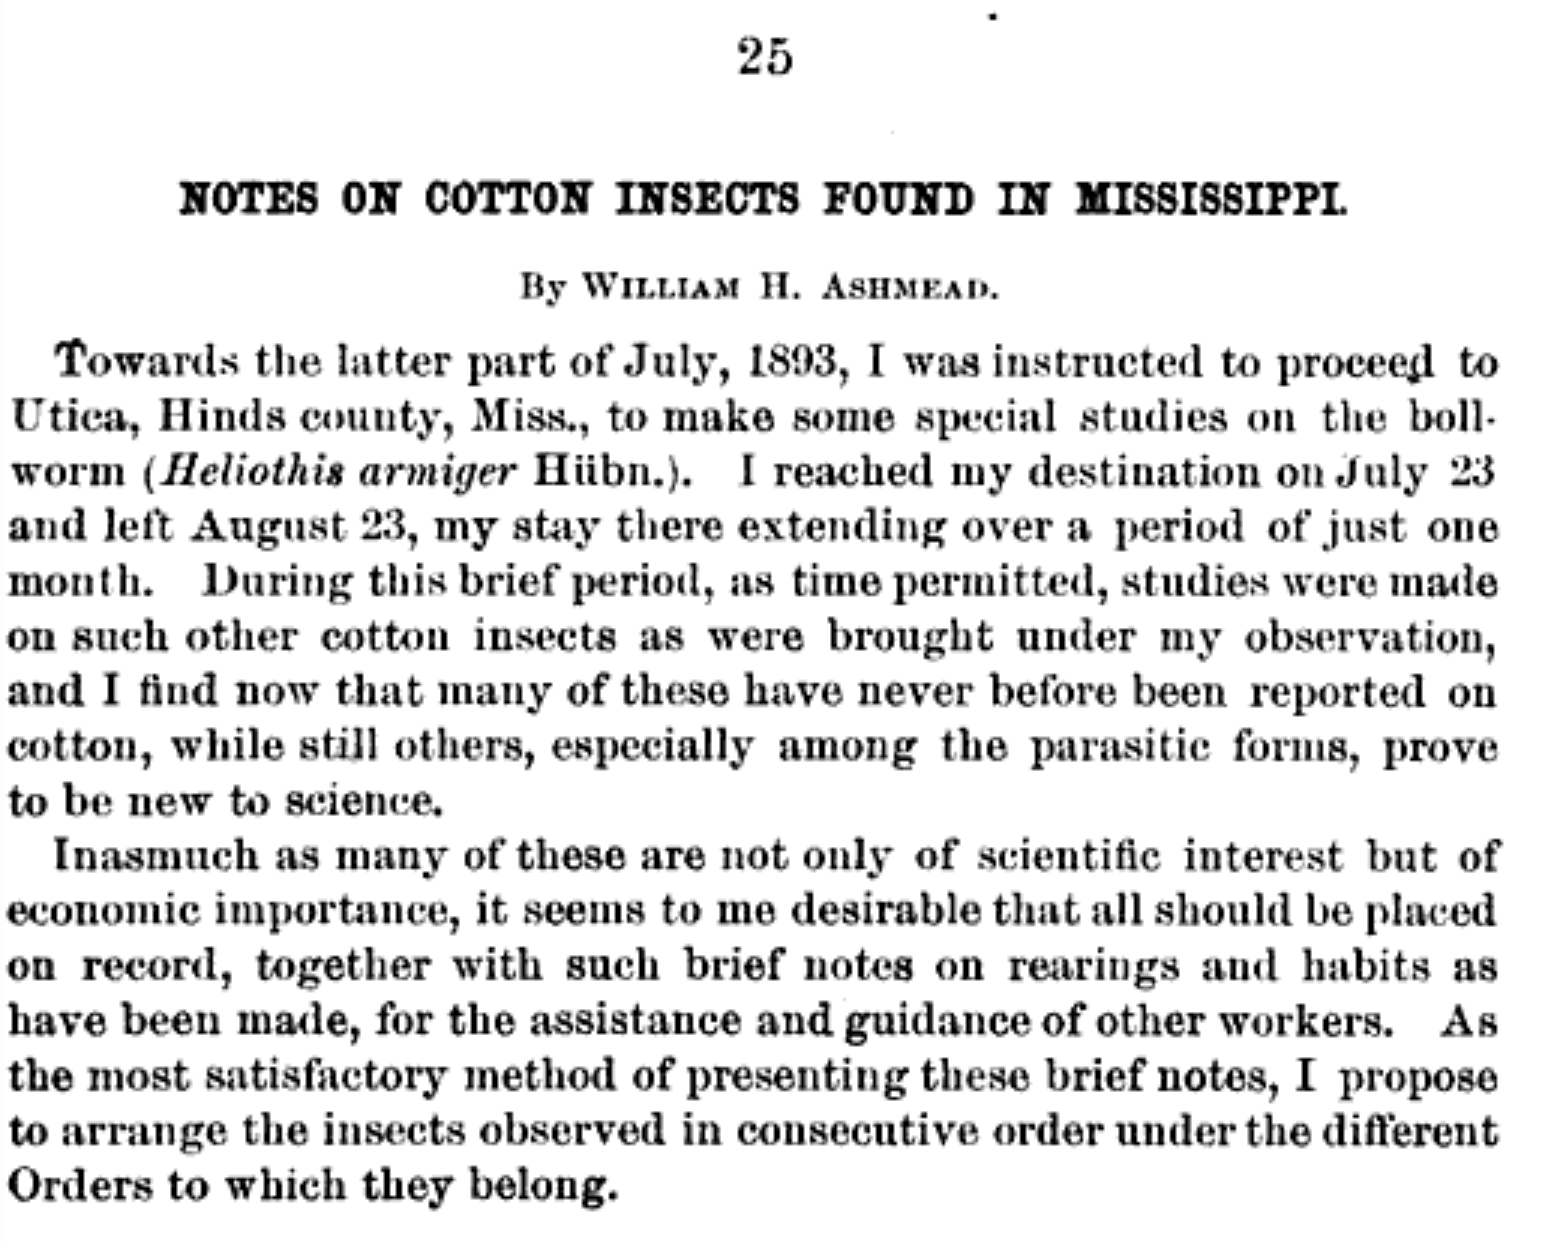 25
NOTES ON COTTON INSECTS FOUND IN MISSISSIPPI.
By WILLIAM H. ASHMEAD.
Towards the latter part of July, 1893, I was instructed to proceed to
Utica, Hinds county, Miss., to make some special studies on the boll-
worm (Heliothis armiger Hübn.). I reached my destination on July 23
and left August 23, my stay there extending over a period of just one
month. During this brief period, as time permitted, studies were made
on such other cotton insects as were brought under my observation,
and I find now that many of these have never before been reported on
cotton, while still others, especially among the parasitic forms, prove
to be new to science.
Inasmuch as many of these are not only of scientific interest but of
economic importance, it seems to me desirable that all should be placed
on record, together with such brief notes on rearings and habits as
have been made, for the assistance and guidance of other workers. As
the most satisfactory method of presenting these brief notes, I propose
to arrange the insects observed in consecutive order under the different
Orders to which they belong.